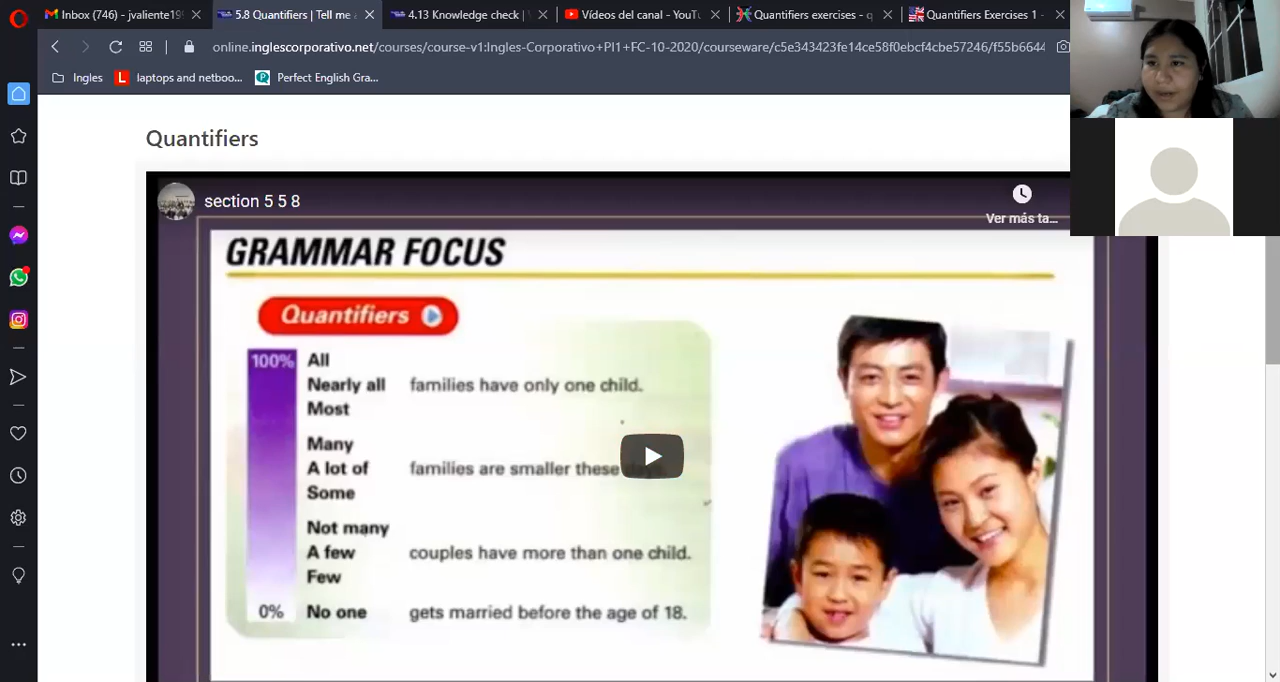 Inbox (746) - jvaliente199
5.8 Quantifiers | Tell me
4.13 Knowledge check |
Vídeos del canal - YouTu
Quantifiers exercises - q
Quantifiers Exercises 1 -
online.inglescorporativo.net/courses/course-v1:Ingles-Corporativo+PI1+FC-10-2020/courseware/c5e343423fe14ce58f0ebcf4cbe57246/f55b6644
Ingles
laptops and netboo...
Perfect English Gra...
Quantifiers
section 5 5 8
Ver más ta...
GRAMMAR FOCUS
Quantifiers
100% All
Nearly all families have only one child.
Most
Many
A lot of families are smaller these
Some
Not many
A few couples have more than one child.
Few
0% No one gets married before the age of 18.